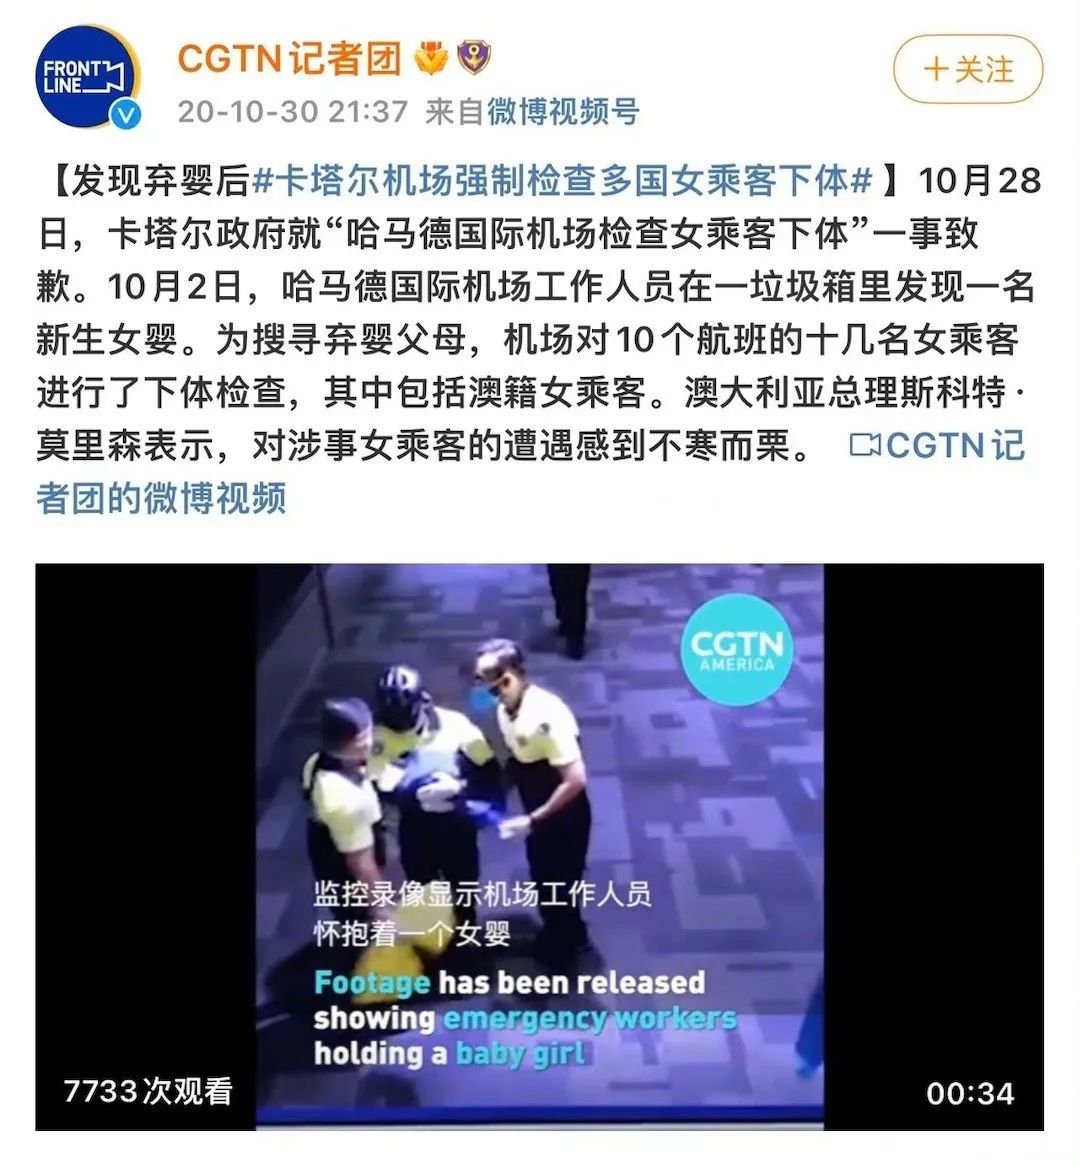 FRONT
LINE
CGTN记者团
+关注
20-10-30 21:37 来自微博视频号
【发现弃婴后#卡塔尔机场强制检查多国女乘客下体#】10月28
日，卡塔尔政府就“哈马德国际机场检查女乘客下体”一事致
歉。10月2日，哈马德国际机场工作人员在一垃圾箱里发现一名
新生女婴。为搜寻弃婴父母，机场对10个航班的十几名女乘客
进行了下体检查，其中包括澳籍女乘客。澳大利亚总理斯科特·
莫里森表示，对涉事女乘客的遭遇感到不寒而栗。 CGTN记
者团的微博视频
CGTN
AMERICA
监控录像显示机场工作人员
怀抱着一个女婴
Footage has been released
showing emergency workers
holding a baby girl
7733次观看
00:34